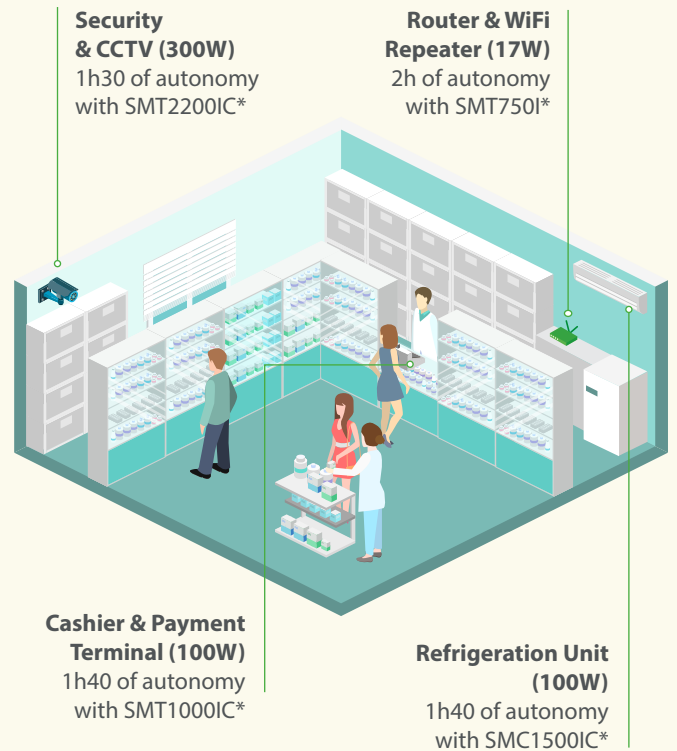 Security
& CCTV (300W)
1h30 of autonomy
with SMT2200IC*
Router & WiFi
Repeater (17W)
2h of autonomy
with SMT750I*
Cashier & Payment
Terminal (100W)
1h40 of autonomy
with SMT1000IC*
Refrigeration Unit
(100W)
1h40 of autonomy
with SMC1500IC*